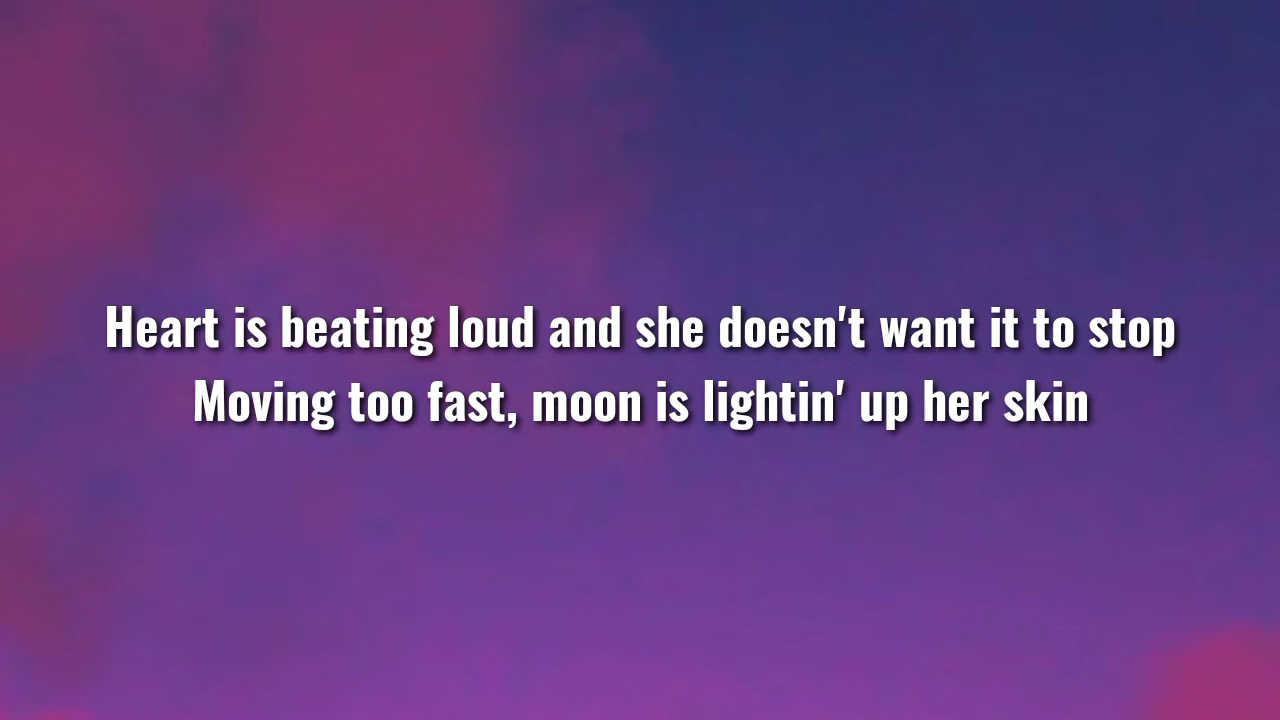 Heart is beating loud and she doesn't want it to stop
Moving too fast, moon is lightin' up her skin